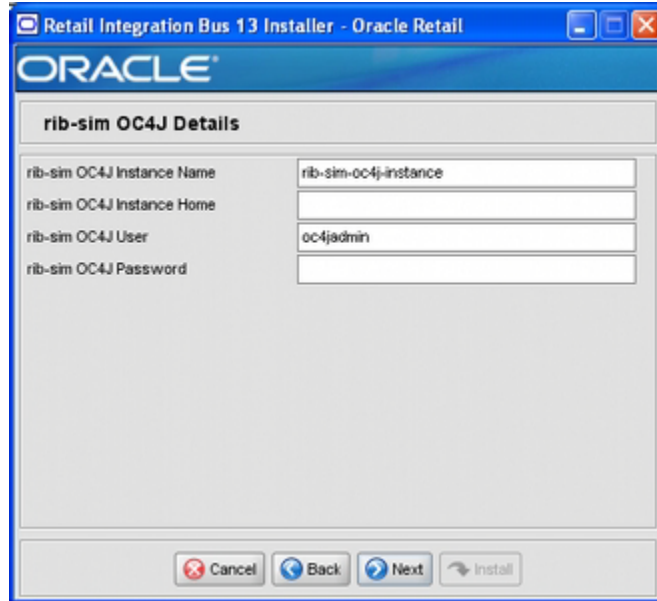 Retail Integration Bus 13 Installer - Oracle Retail
ORACLE
rib-sim OC4J Details
rib-sim OC4J Instance Name rib-sim-oc4j-instance
rib-sim OC4J Instance Home
rib-sim OC4J User oc4jadmin
rib-sim OC4J Password
Cancel Back Next Install